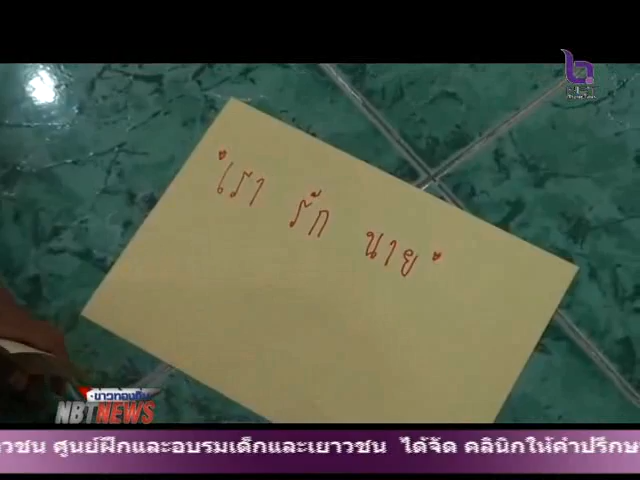 เรา รัก นาย
ข่าวท้องถิ่น
NBT NEWS
าวชน ศูนย์ฝึกและอบรมเด็กและเยาวชน ได้จัด คลินิกให้คำปรึกษ